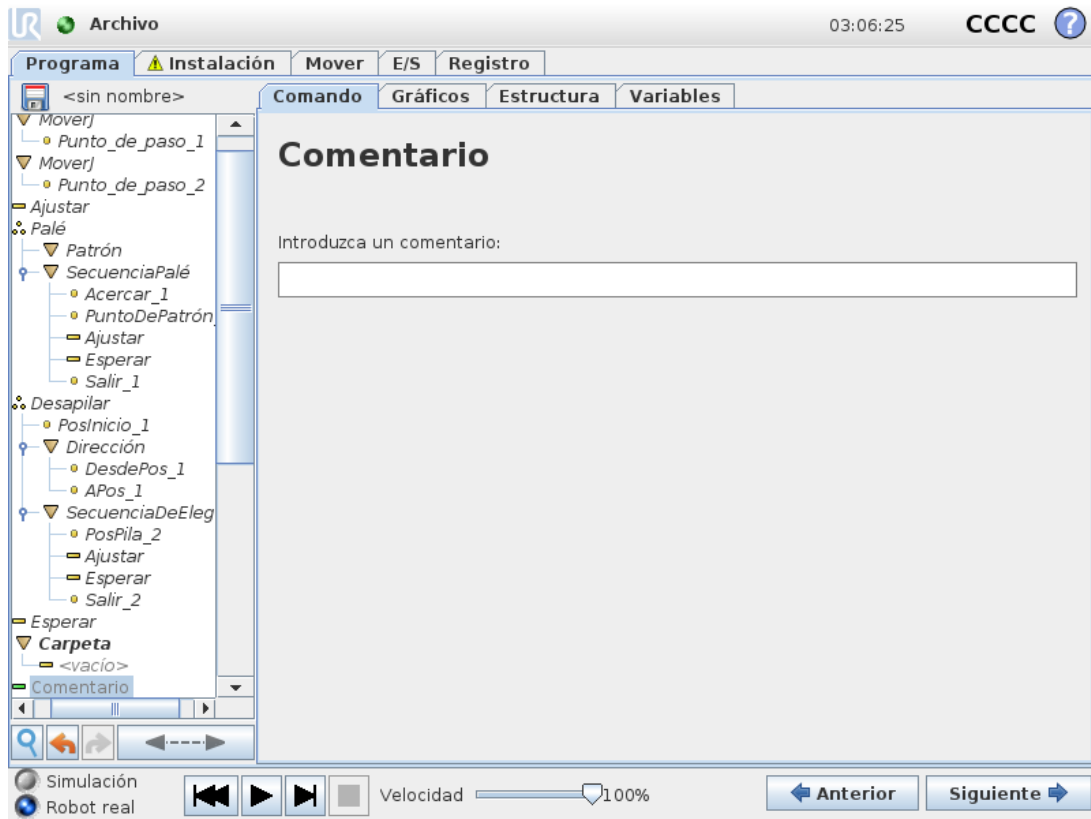 UR Archivo 03:06:25 CCCC ?
Programa Instalación Mover E/S Registro
<sin nombre> Comando Gráficos Estructura Variables
MoverJ
Punto_de_paso_1
MoverJ
Punto_de_paso_2
Ajustar
Palé
Patrón
SecuenciaPalé
Acercar_1
PuntoDePatrón_
Ajustar
Esperar
Salir_1
Desapilar
PosInicio_1
Dirección
DesdePos_1
APos_1
SecuenciaDeEleg
PosPila_2
Ajustar
Esperar
Salir_2
Esperar
Carpeta
<vacío>
Comentario
Comentario
Introduzca un comentario:
Simulación
Robot real
Velocidad 100%
Anterior Siguiente